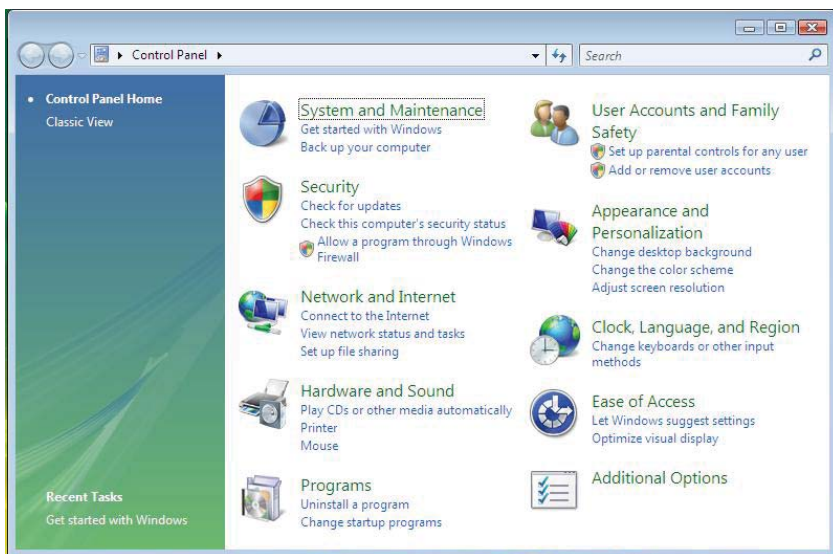 Control Panel
Search
Control Panel Home
Classic View
Recent Tasks
Get started with Windows
System and Maintenance
Get started with Windows
Back up your computer
Security
Check for updates
Check this computer's security status
Allow a program through Windows
Firewall
Network and Internet
Connect to the Internet
View network status and tasks
Set up file sharing
Hardware and Sound
Play CDs or other media automatically
Printer
Mouse
Programs
Uninstall a program
Change startup programs
User Accounts and Family
Safety
Set up parental controls for any user
Add or remove user accounts
Appearance and
Personalization
Change desktop background
Change the color scheme
Adjust screen resolution
Clock, Language, and Region
Change keyboards or other input
methods
Ease of Access
Let Windows suggest settings
Optimize visual display
Additional Options